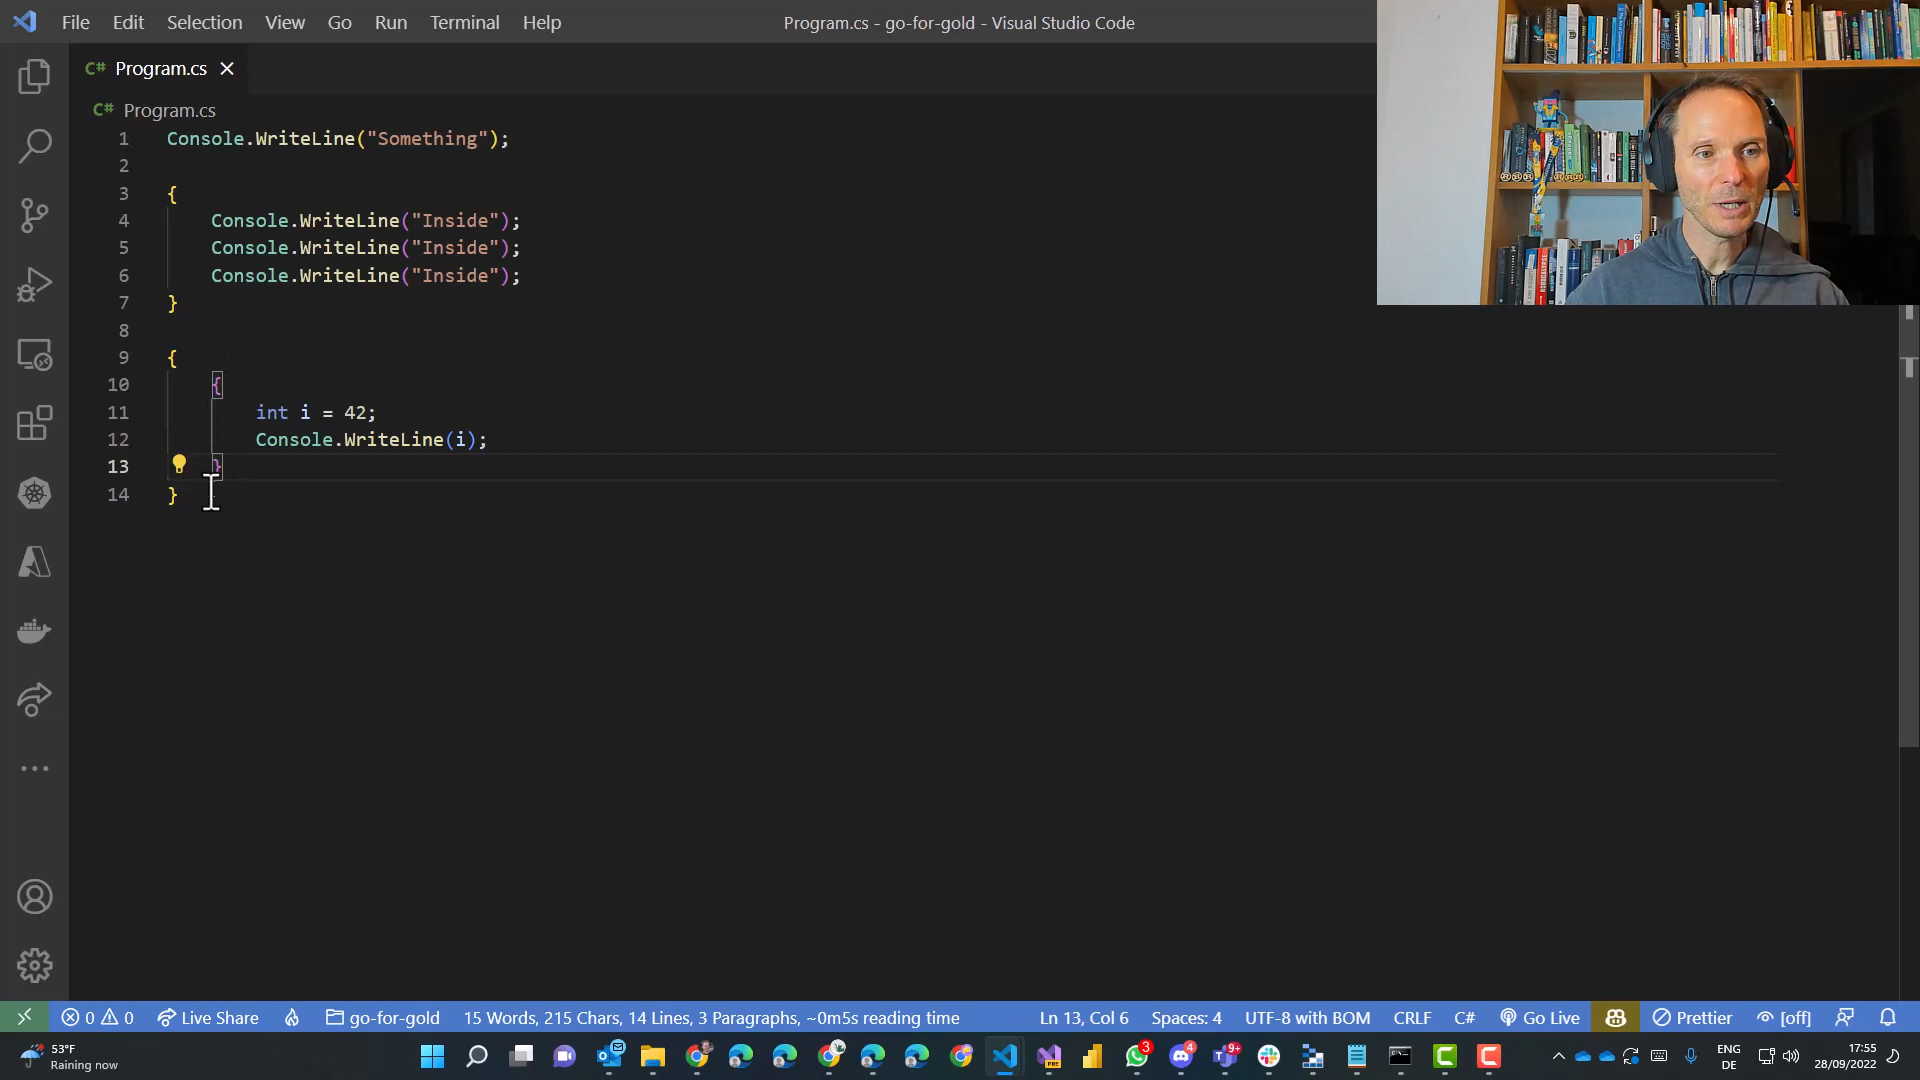 File Edit Selection View Go Run Terminal Help
Program.cs - go-for-gold - Visual Studio Code
C# Program.cs
C# Program.cs
1 Console.WriteLine("Something");
2
3 {
4 Console.WriteLine("Inside");
5 Console.WriteLine("Inside");
6 Console.WriteLine("Inside");
7 }
8
9 {
10 {
11 int i = 42;
12 Console.WriteLine(i);
13 }
14 }
0 0 Live Share go-for-gold 15 Words, 215 Chars, 14 Lines, 3 Paragraphs, ~0m5s reading time Ln 13, Col 6 Spaces: 4 UTF-8 with BOM CRLF C# Go Live Prettier [off]
53°F
Raining now
PRE
3
4
9+
ENG
DE
17:55
28/09/2022